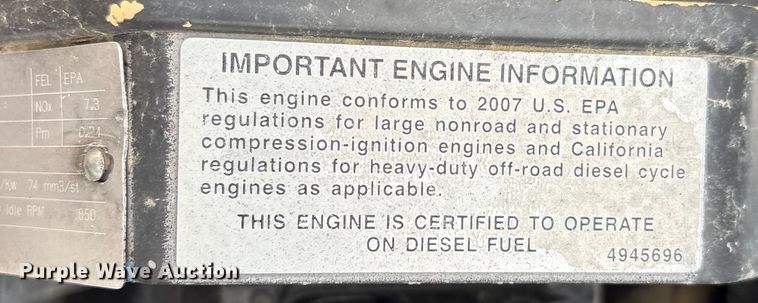 FEL EPA
NOx 7.3
Pm
74 mm3/st
Idle RPM 850
IMPORTANT ENGINE INFORMATION
This engine conforms to 2007 U.S. EPA
regulations for large nonroad and stationary
compression-ignition engines and California
regulations for heavy-duty off-road diesel cycle
engines as applicable.
THIS ENGINE IS CERTIFIED TO OPERATE
ON DIESEL FUEL
4945696
Purple Wave Auction